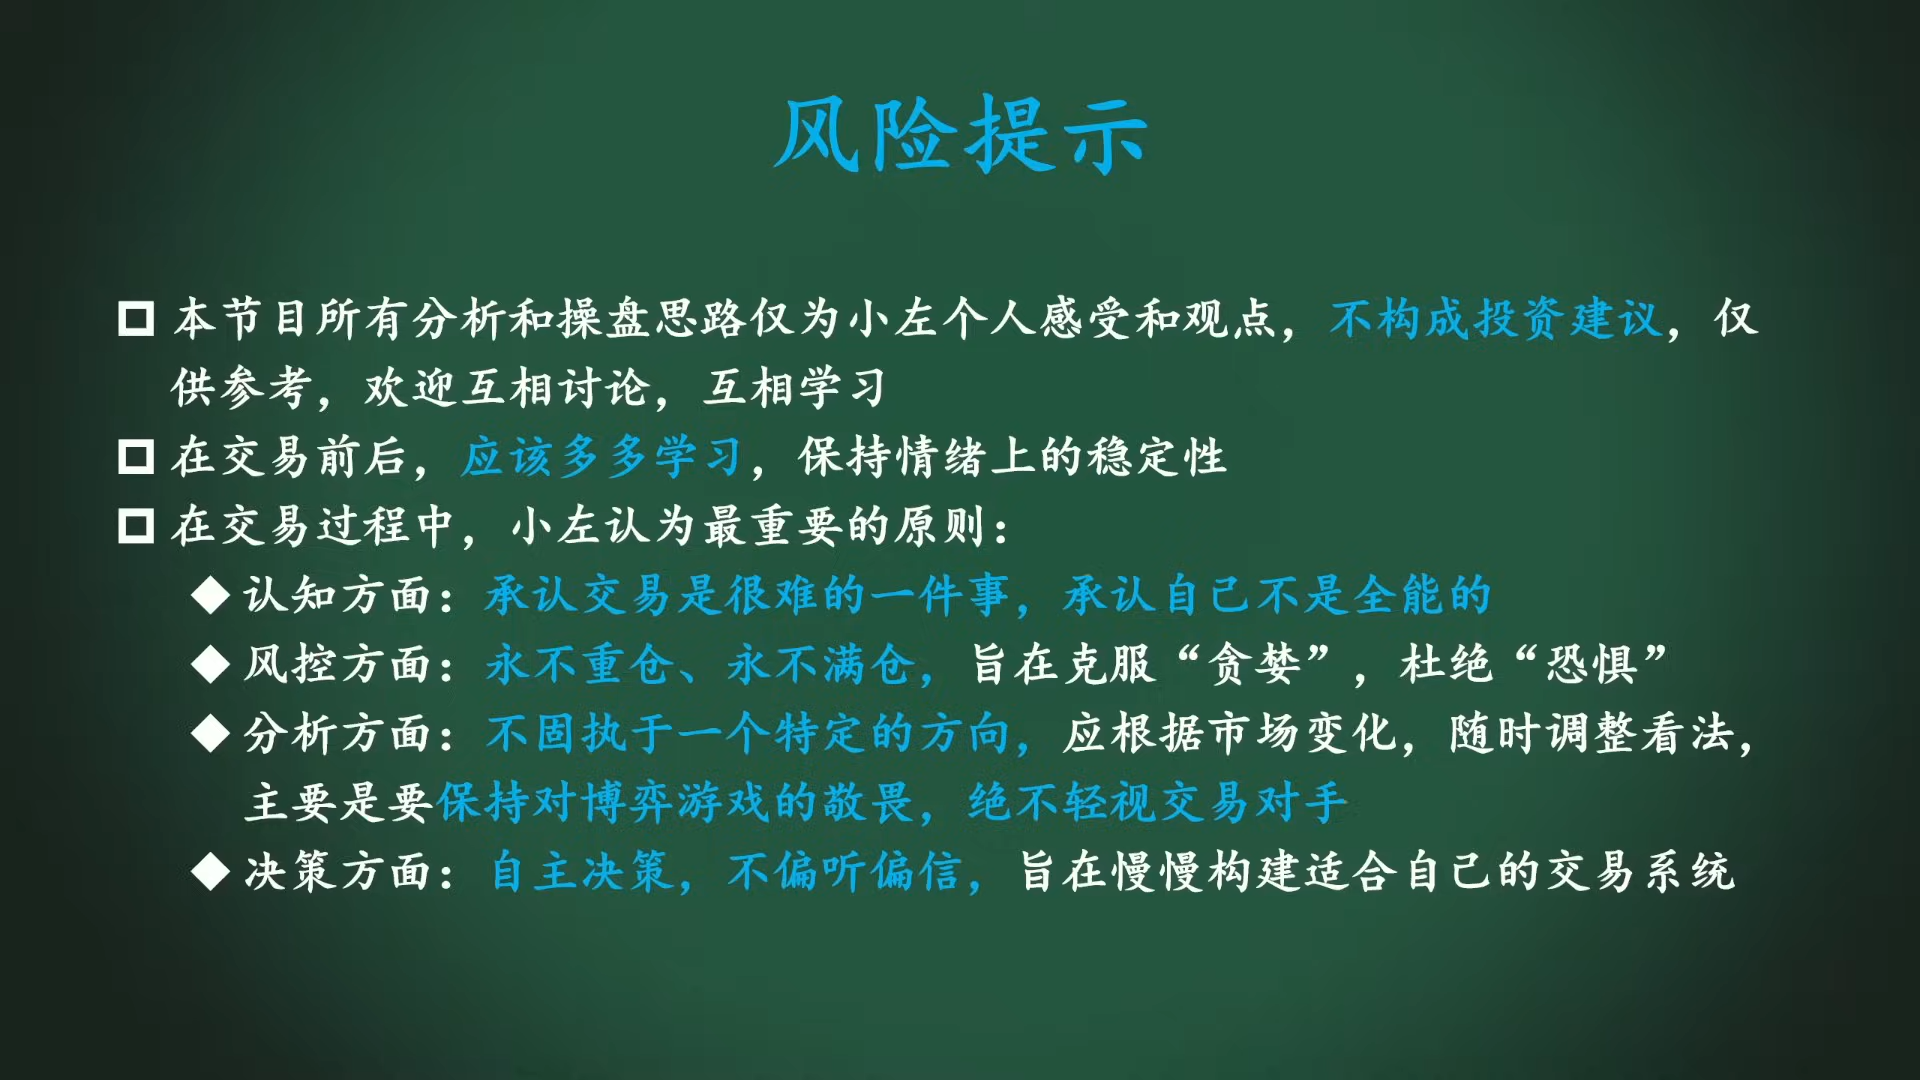 风险提示
本节目所有分析和操盘思路仅为小左个人感受和观点，不构成投资建议，仅
供参考，欢迎互相讨论，互相学习
在交易前后，应该多多学习，保持情绪上的稳定性
在交易过程中，小左认为最重要的原则：
认知方面：承认交易是很难的一件事，承认自己不是全能的
风控方面：永不重仓、永不满仓，旨在克服“贪婪”，杜绝“恐惧”
分析方面：不固执于一个特定的方向，应根据市场变化，随时调整看法，
主要是要保持对博弈游戏的敬畏，绝不轻视交易对手
决策方面：自主决策，不偏听偏信，旨在慢慢构建适合自己的交易系统